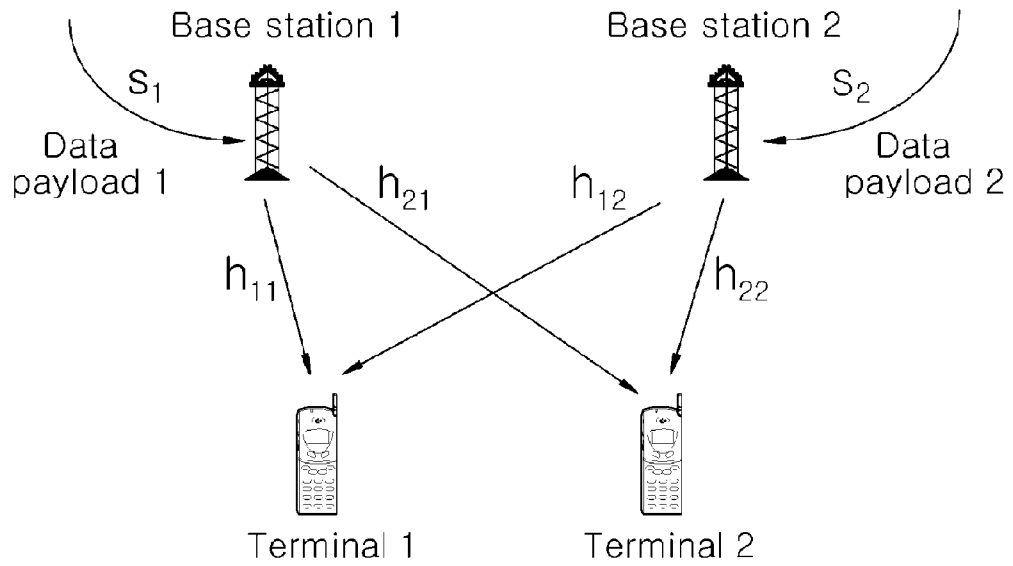 Base station 1
Base station 2
S₁
S₂
Data
payload 1
Data
payload 2
h₂₁
h₁₂
h₁₁
h₂₂
Terminal 1
Terminal 2